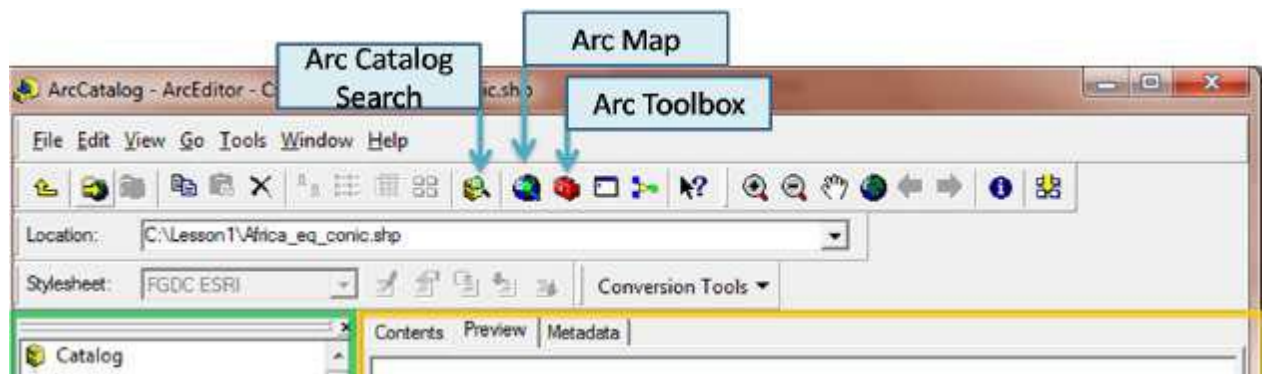 Arc Map
Arc Catalog
Search
Arc Toolbox
ArcCatalog - ArcEditor - C ic.shp
File Edit View Go Tools Window Help
Location: C:\Lesson1\Africa_eq_conic.shp
Stylesheet: FGDC ESRI Conversion Tools
Contents Preview Metadata
Catalog